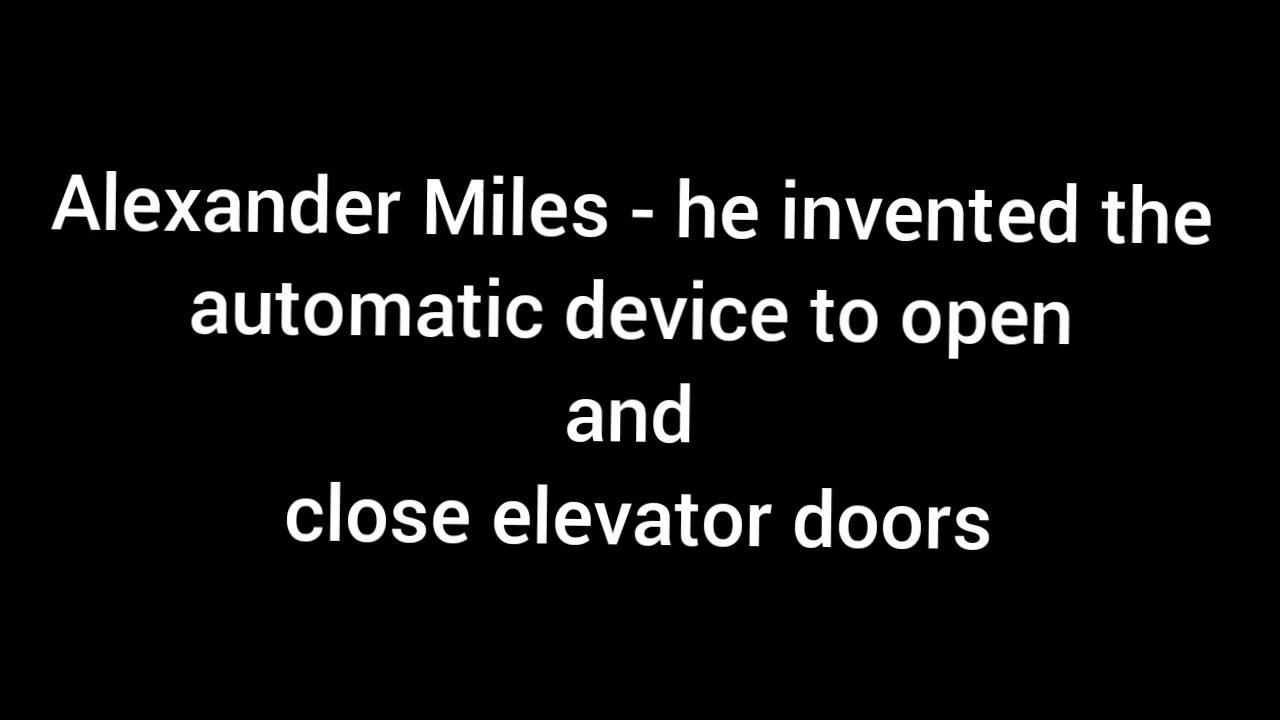 Alexander Miles - he invented the
automatic device to open
and
close elevator doors